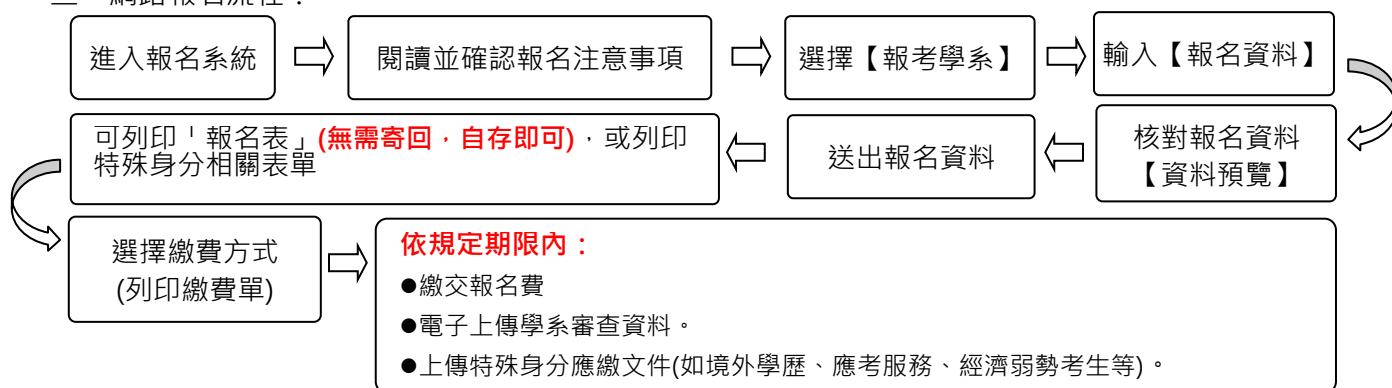 進入報名系統
閱讀並確認報名注意事項
選擇【報考學系】
輸入【報名資料】
核對報名資料
【資料預覽】
送出報名資料
可列印「報名表」(無需寄回，自存即可)，或列印
特殊身分相關表單
選擇繳費方式
(列印繳費單)
依規定期限內：
●繳交報名費
●電子上傳學系審查資料。
●上傳特殊身分應繳文件(如境外學歷、應考服務、經濟弱勢考生等)。